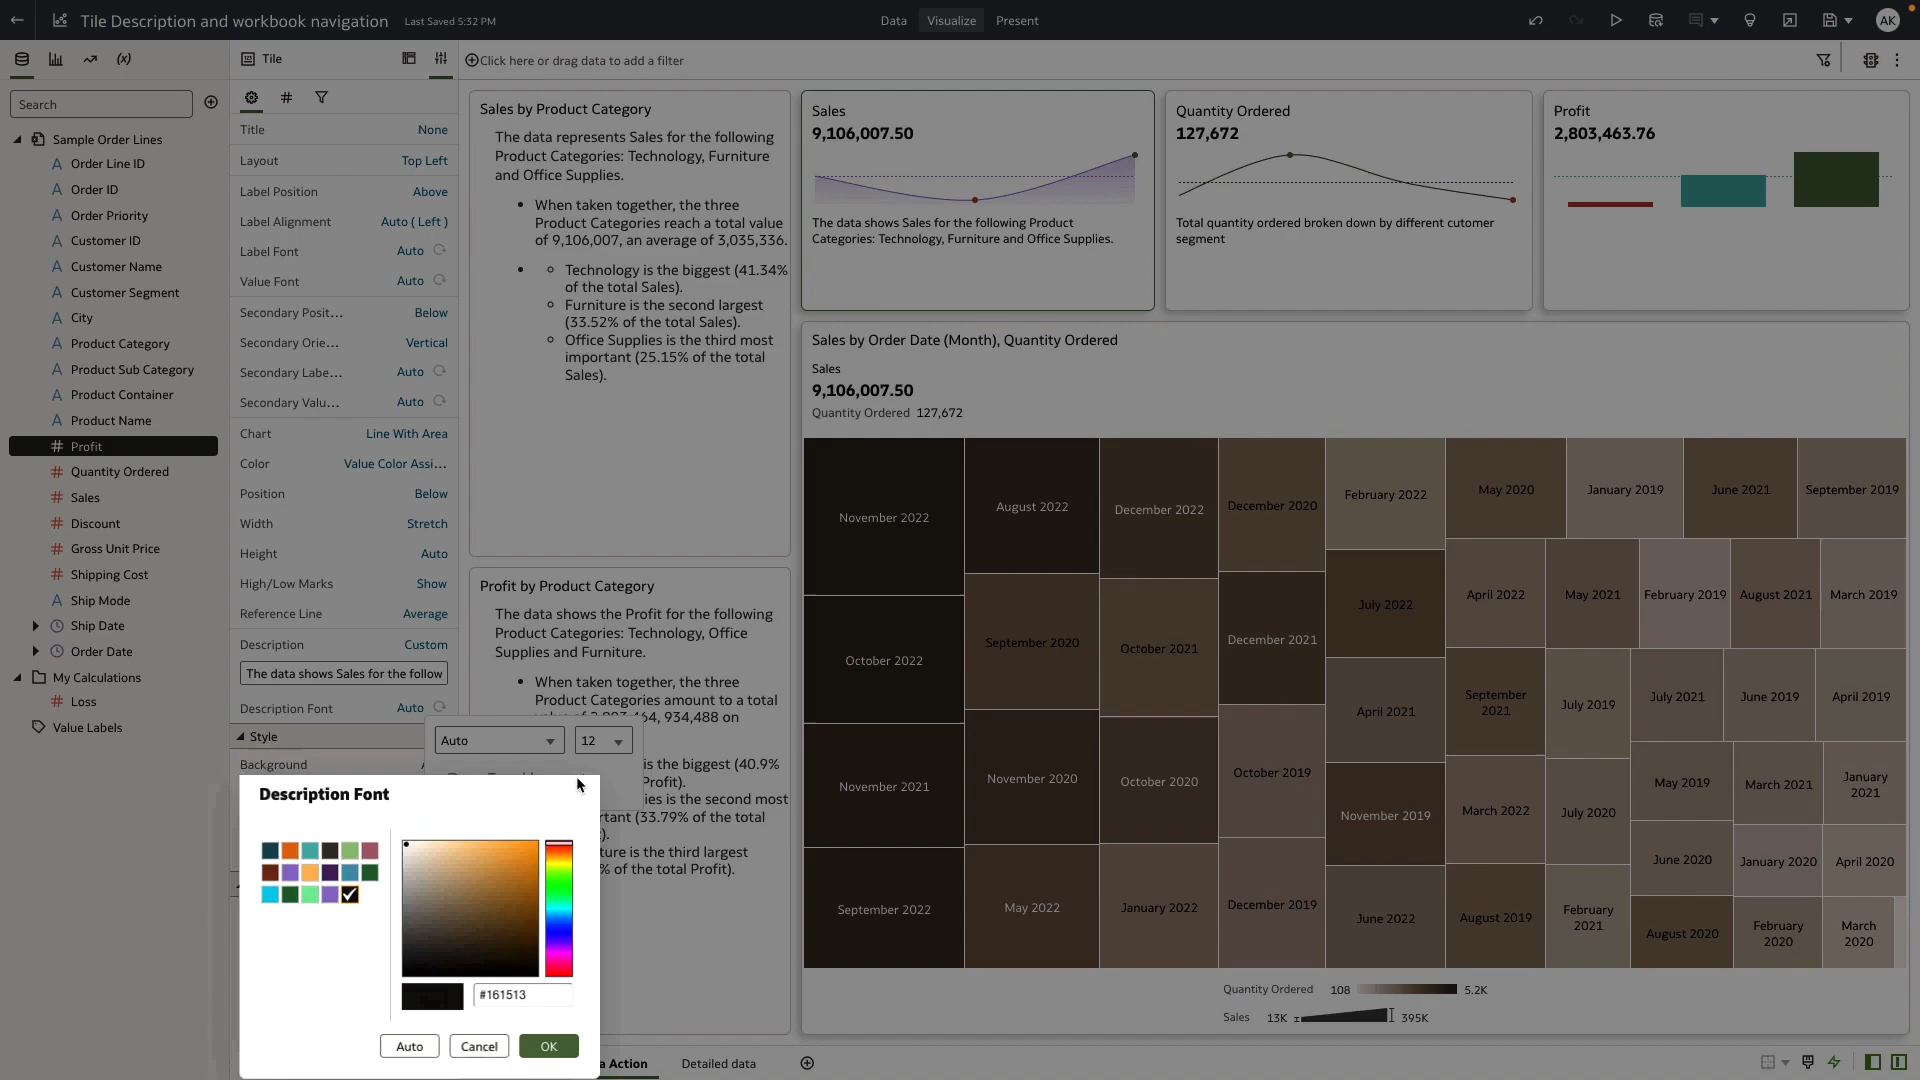 Tile Description and workbook navigation
Last Saved 5:32 PM
Data
Visualize
Present
AK
(x)
Search
Sample Order Lines
A Order Line ID
A Order ID
A Order Priority
A Customer ID
A Customer Name
A Customer Segment
A City
A Product Category
A Product Sub Category
A Product Container
A Product Name
# Profit
# Quantity Ordered
# Sales
# Discount
# Gross Unit Price
# Shipping Cost
A Ship Mode
Ship Date
Order Date
My Calculations
# Loss
Value Labels
Tile
#
Title None
Layout Top Left
Label Position Above
Label Alignment Auto ( Left )
Label Font Auto
Value Font Auto
Secondary Posit... Below
Secondary Orie... Vertical
Secondary Labe... Auto
Secondary Valu... Auto
Chart Line With Area
Color Value Color Assi...
Position Below
Width Stretch
Height Auto
High/Low Marks Show
Reference Line Average
Description Custom
The data shows Sales for the follow
Description Font Auto
Style
Background
Auto
12
Description Font
#161513
Auto
Cancel
OK
Click here or drag data to add a filter
Sales by Product Category
The data represents Sales for the following
Product Categories: Technology, Furniture
and Office Supplies.
When taken together, the three
Product Categories reach a total value
of 9,106,007, an average of 3,035,336.
Technology is the biggest (41.34%
of the total Sales).
Furniture is the second largest
(33.52% of the total Sales).
Office Supplies is the third most
important (25.15% of the total
Sales).
Profit by Product Category
The data shows the Profit for the following
Product Categories: Technology, Office
Supplies and Furniture.
When taken together, the three
Product Categories amount to a total
934,488 on
is the biggest (40.9%
Profit).
ies is the second most
rtant (33.79% of the total
).
ture is the third largest
% of the total Profit).
Sales
9,106,007.50
The data shows Sales for the following Product
Categories: Technology, Furniture and Office Supplies.
Quantity Ordered
127,672
Total quantity ordered broken down by different cutomer
segment
Profit
2,803,463.76
Sales by Order Date (Month), Quantity Ordered
Sales
9,106,007.50
Quantity Ordered 127,672
November 2022
October 2022
November 2021
September 2022
August 2022
September 2020
November 2020
May 2022
December 2022
October 2021
October 2020
January 2022
December 2020
December 2021
October 2019
December 2019
February 2022
July 2022
April 2021
November 2019
June 2022
May 2020
January 2019
June 2021
September 2019
April 2022
May 2021
February 2019
August 2021
March 2019
September
2021
July 2019
July 2021
June 2019
April 2019
March 2022
July 2020
May 2019
March 2021
January
2021
August 2019
February
2021
June 2020
January 2020
April 2020
August 2020
February
2020
March
2020
Quantity Ordered 108 5.2K
Sales 13K 395K
a Action
Detailed data